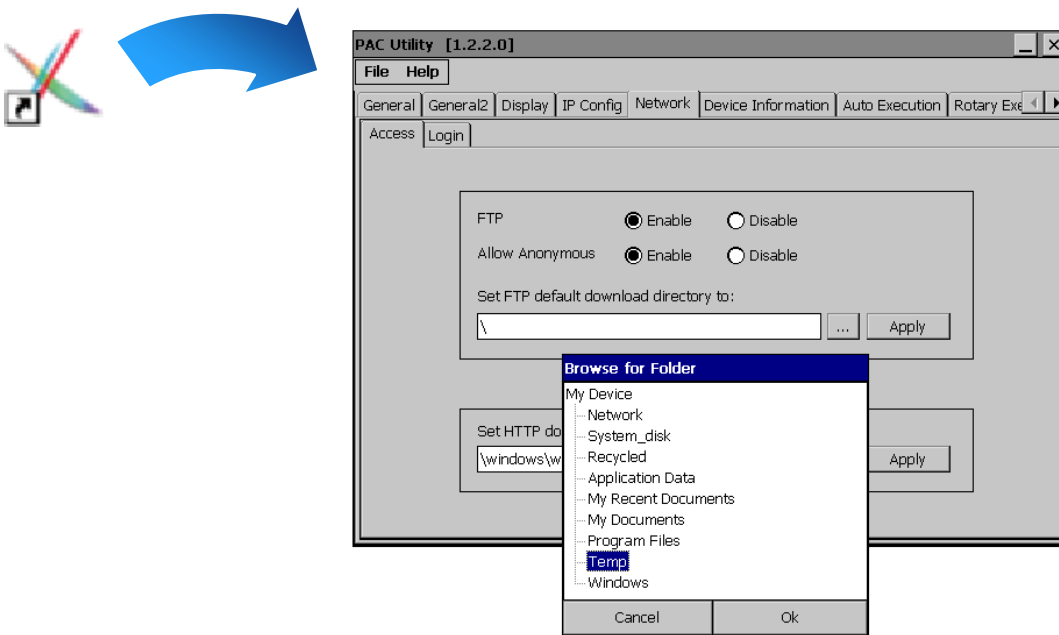 PAC Utility [1.2.2.0]
File Help
General General2 Display IP Config Network Device Information Auto Execution Rotary Exe
Access Login
FTP Enable Disable
Allow Anonymous Enable Disable
Set FTP default download directory to:
\ ... Apply
Browse for Folder
My Device
Network
System_disk
Recycled
Application Data
My Recent Documents
My Documents
Program Files
Temp
Windows
Cancel Ok
Set HTTP do
\windows\w Apply